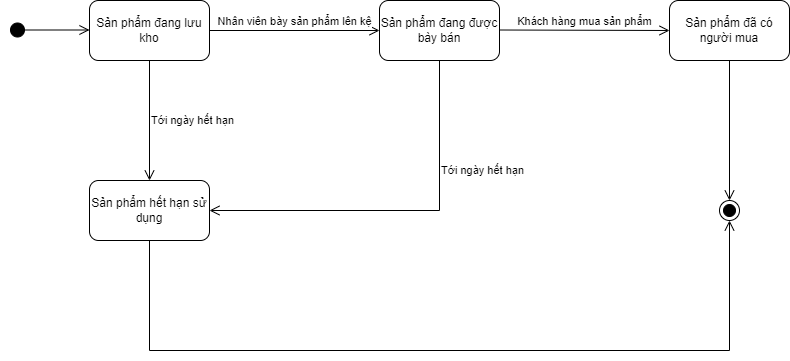 Sản phẩm đang lưu
kho
Nhân viên bày sản phẩm lên kệ
Sản phẩm đang được
bày bán
Khách hàng mua sản phẩm
Sản phẩm đã có
người mua
Tới ngày hết hạn
Tới ngày hết hạn
Sản phẩm hết hạn sử
dụng